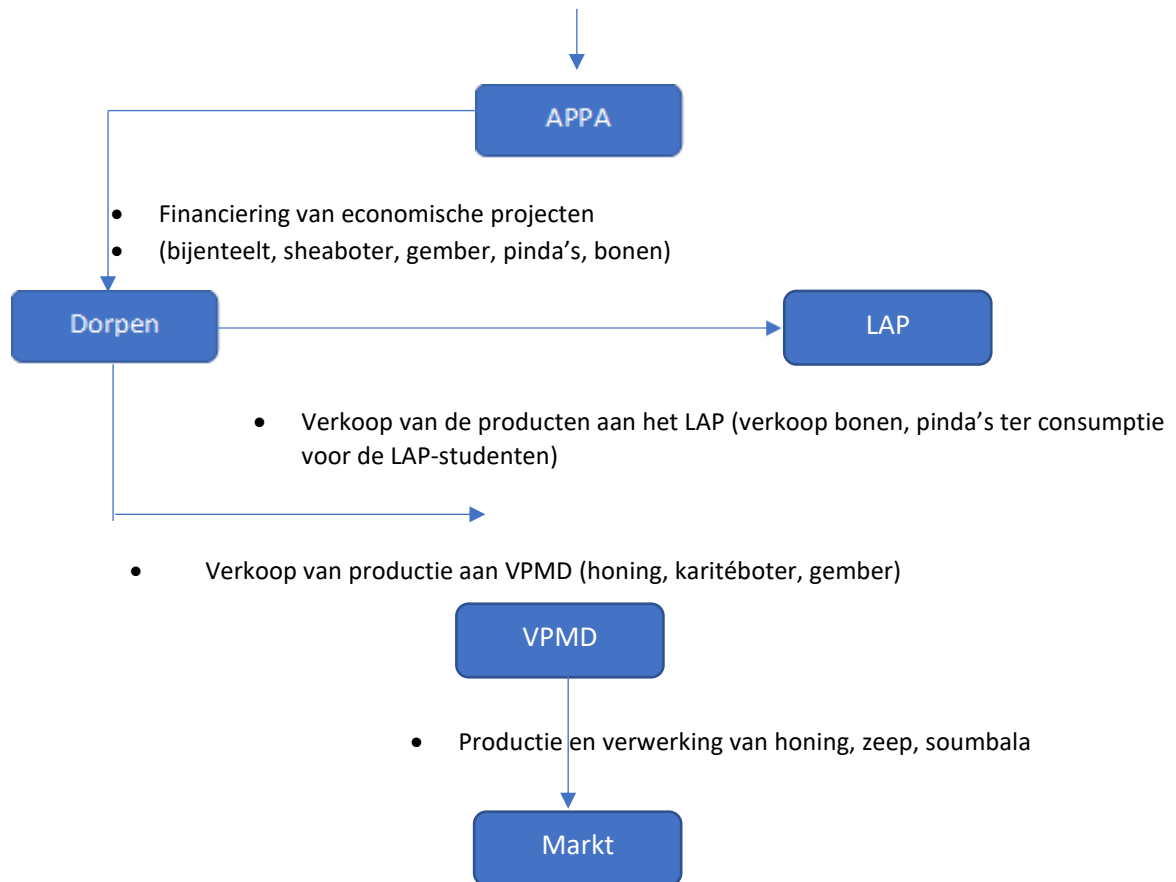 APPA
• Financiering van economische projecten
• (bijenteelt, sheaboter, gember, pinda’s, bonen)
Dorpen
LAP
• Verkoop van de producten aan het LAP (verkoop bonen, pinda’s ter consumptie
voor de LAP-studenten)
• Verkoop van productie aan VPMD (honing, karitéboter, gember)
VPMD
• Productie en verwerking van honing, zeep, soumbala
Markt